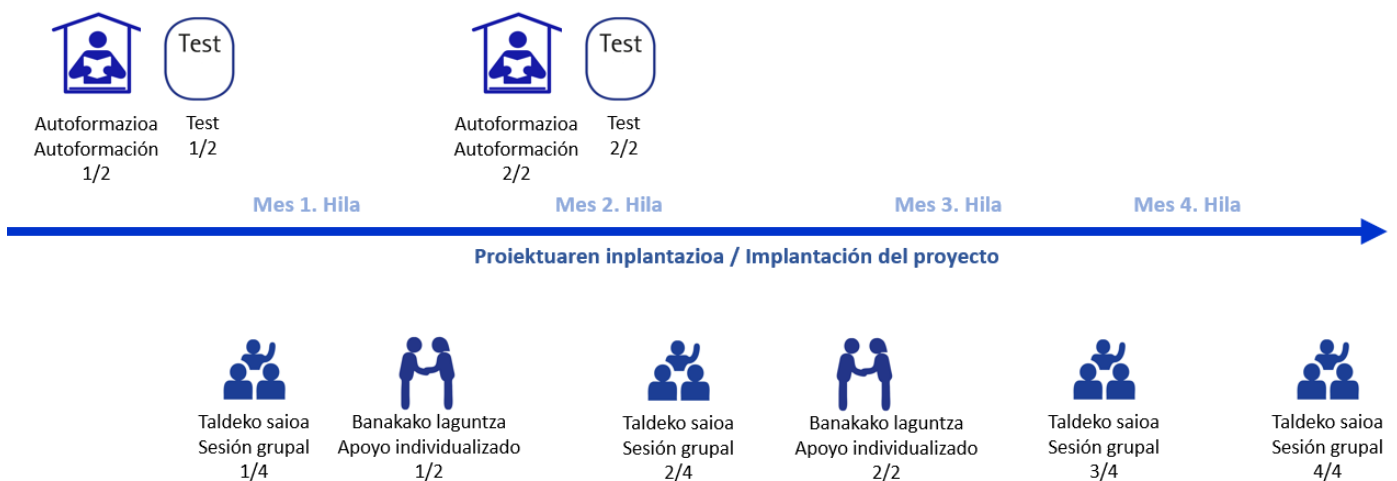 Test
Test
Autoformazioa
Autoformación
1/2
Test
1/2
Autoformazioa
Autoformación
2/2
Test
2/2
Mes 1. Hila
Mes 2. Hila
Mes 3. Hila
Mes 4. Hila
Proiektuaren inplantazioa / Implantación del proyecto
Taldeko saioa
Sesión grupal
1/4
Banakako laguntza
Apoyo individualizado
1/2
Taldeko saioa
Sesión grupal
2/4
Banakako laguntza
Apoyo individualizado
2/2
Taldeko saioa
Sesión grupal
3/4
Taldeko saioa
Sesión grupal
4/4